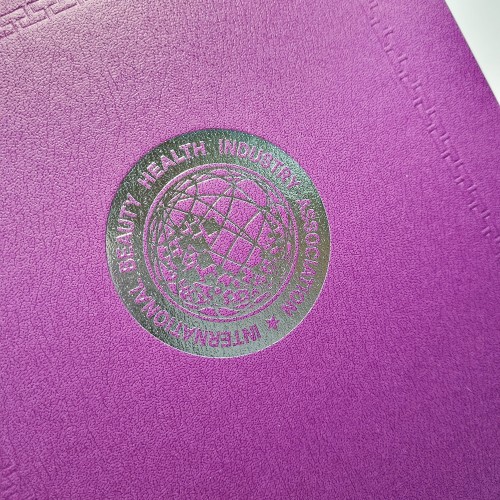 INTERNATIONAL BEAUTY HEALTH INDUSTRY ASSOCIATION ★